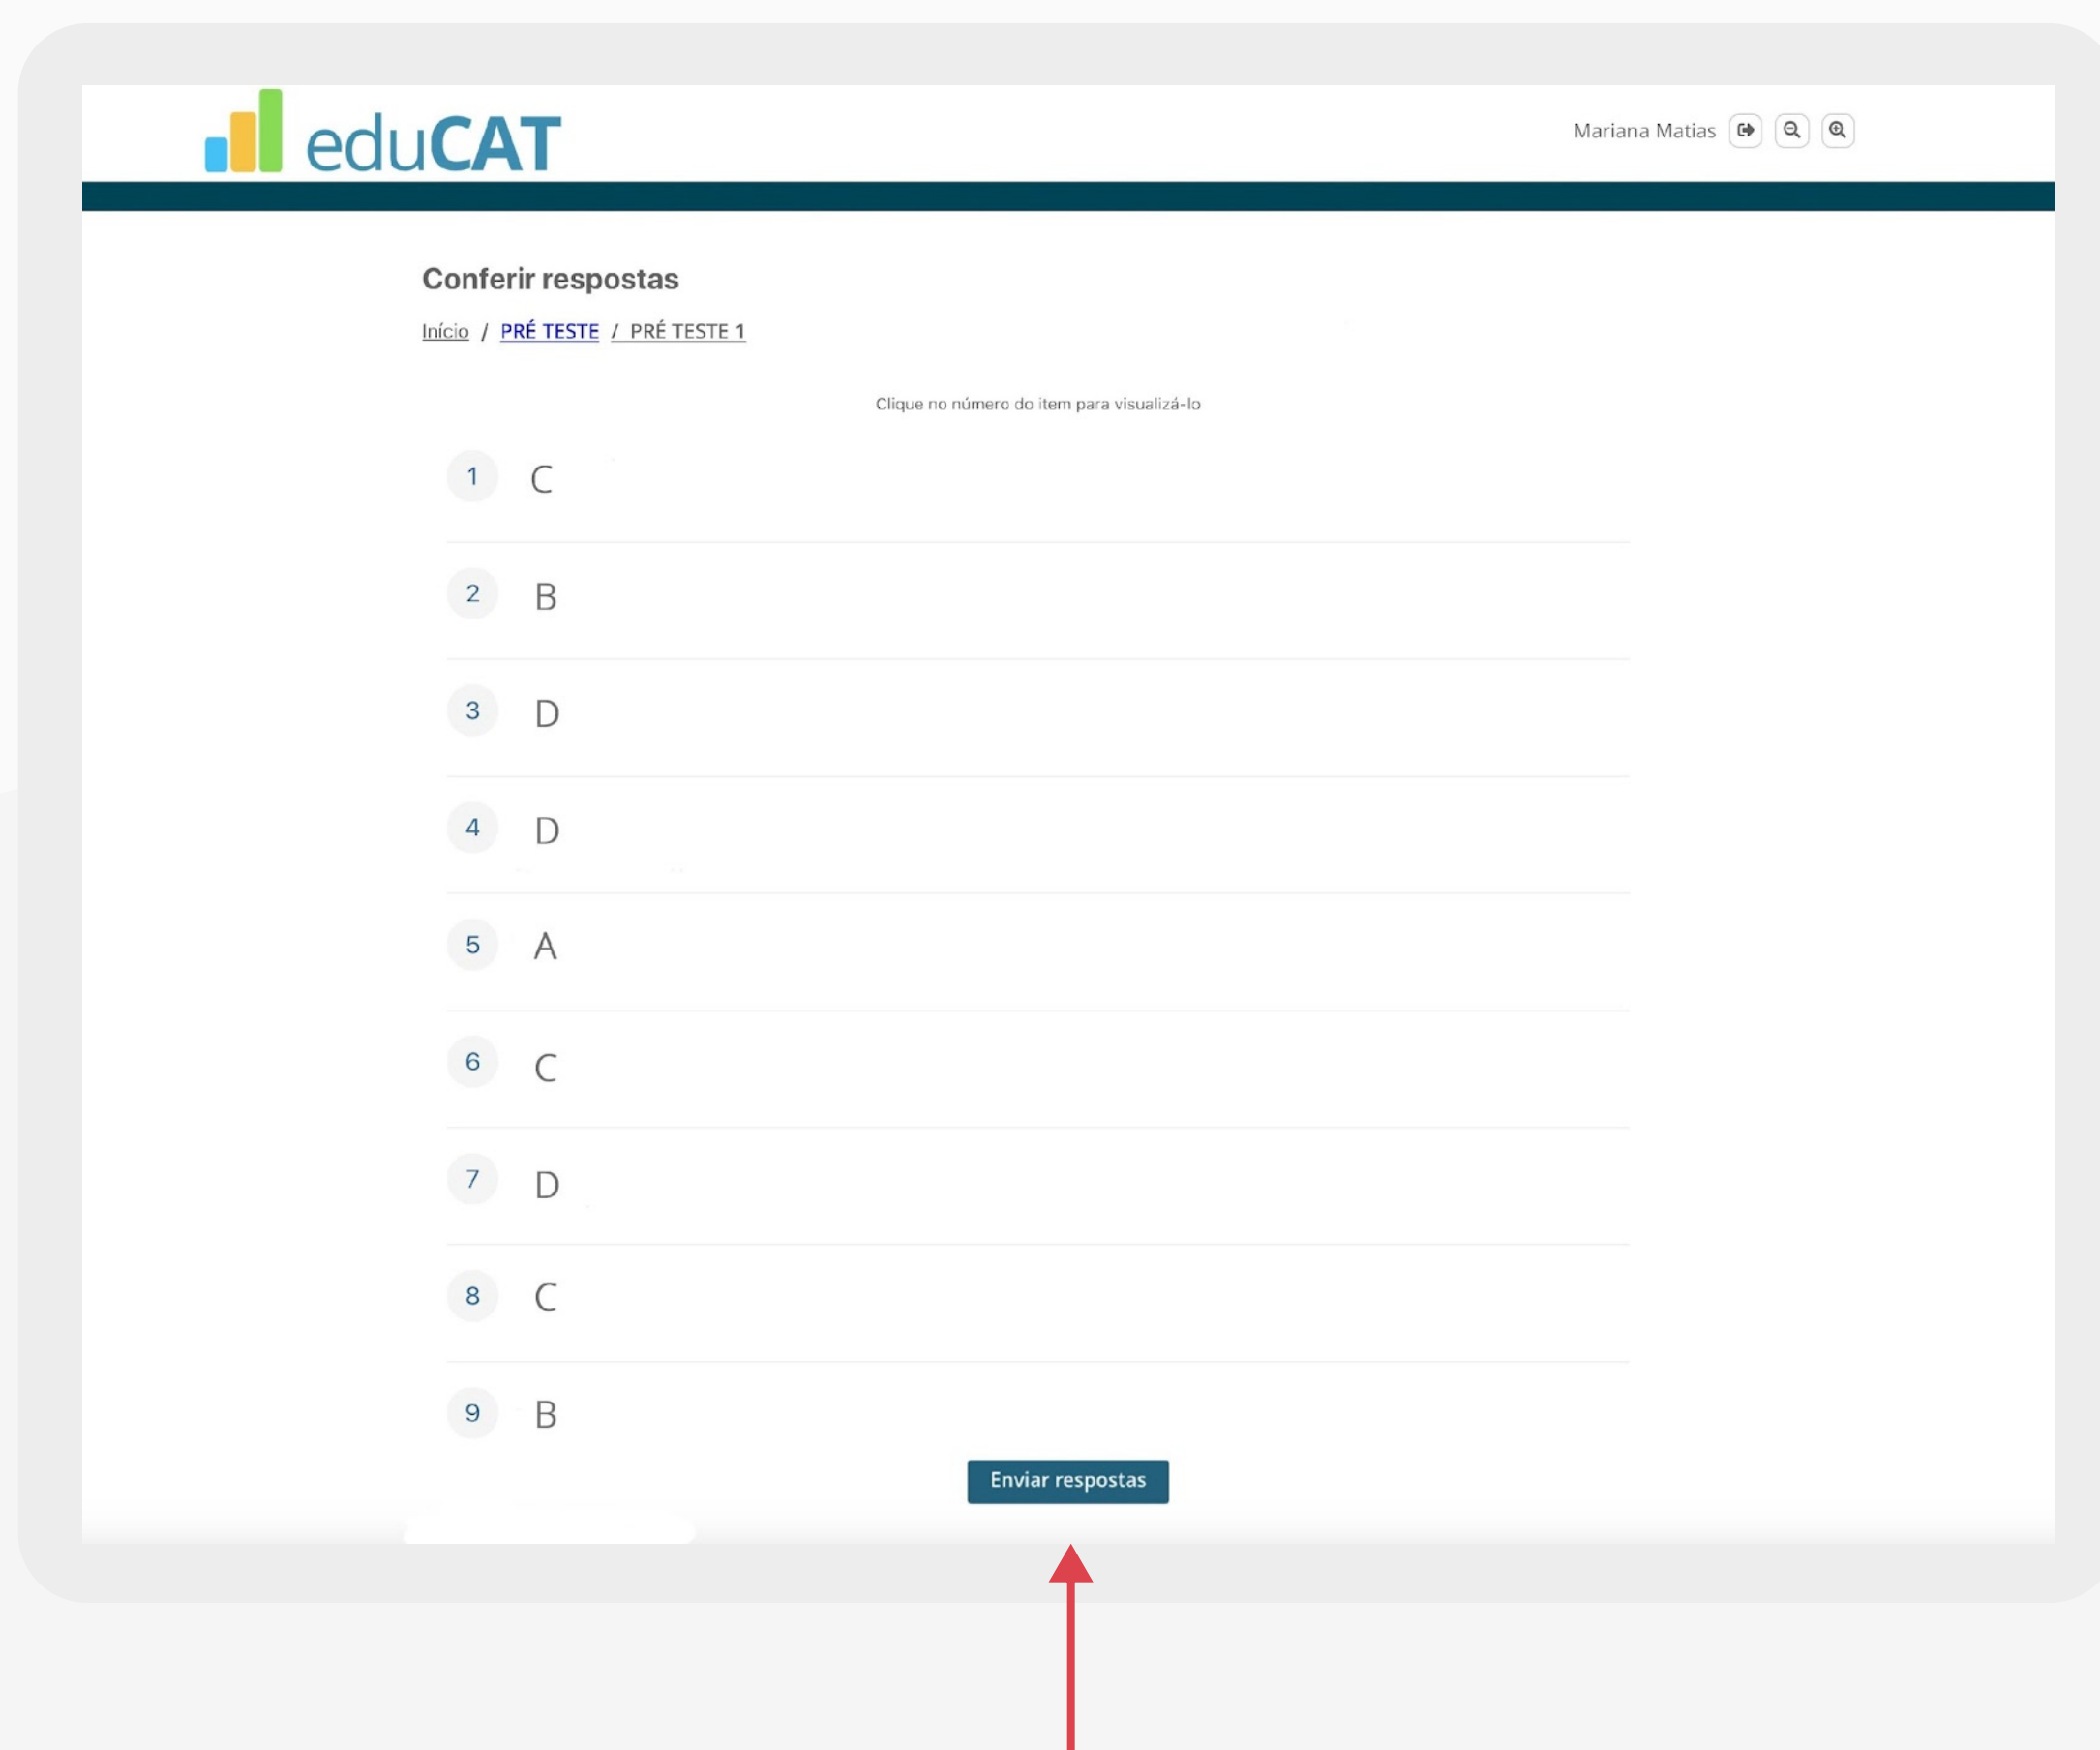 eduCAT
Mariana Matias
Conferir respostas
Início / PRÉ TESTE / PRÉ TESTE 1
Clique no número do item para visualizá-lo
1 C
2 B
3 D
4 D
5 A
6 C
7 D
8 C
9 B
Enviar respostas